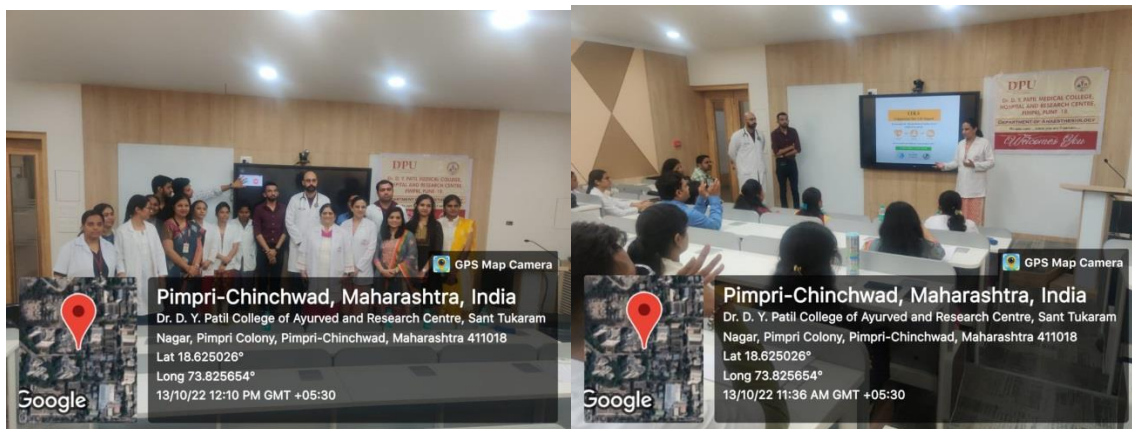 DPU
Dr. D. Y. PATIL MEDICAL COLLEGE,
HOSPITAL AND RESEARCH CENTRE,
PIMPRI, PUNE 18.
GPS Map Camera
Pimpri-Chinchwad, Maharashtra, India
Dr. D. Y. Patil College of Ayurved and Research Centre, Sant Tukaram
Nagar, Pimpri Colony, Pimpri-Chinchwad, Maharashtra 411018
Lat 18.625026°
Long 73.825654°
13/10/22 12:10 PM GMT +05:30
Google
DPU
Dr. D. Y. PATIL MEDICAL COLLEGE,
HOSPITAL AND RESEARCH CENTRE,
PIMPRI, PUNE 18.
DEPARTMENT OF ANAESTHESIOLOGY
Welcomes You
GPS Map Camera
Pimpri-Chinchwad, Maharashtra, India
Dr. D. Y. Patil College of Ayurved and Research Centre, Sant Tukaram
Nagar, Pimpri Colony, Pimpri-Chinchwad, Maharashtra 411018
Lat 18.625026°
Long 73.825654°
13/10/22 11:36 AM GMT +05:30
Google